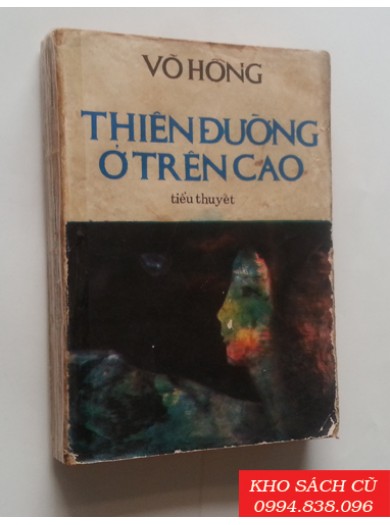 VÕ HỒNG
THIÊN ĐƯỜNG
Ở TRÊN CAO
tiểu thuyết
KHO SÁCH CŨ
0994.838.096